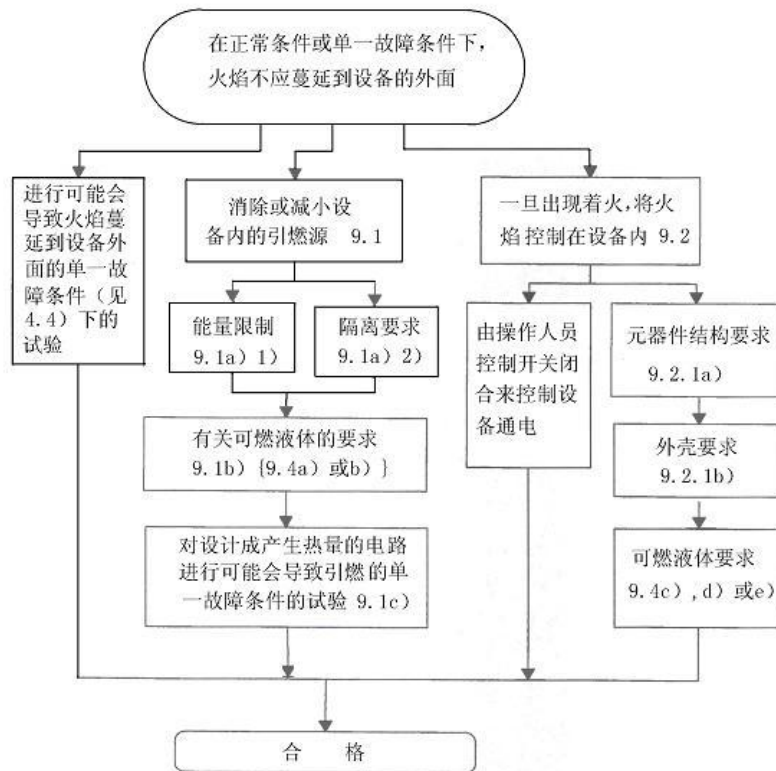 在正常条件或单一故障条件下，
火焰不应蔓延到设备的外面
进行可能会
导致火焰蔓
延到设备外
面的单一故
障条件（见
4.4）下的
试验
消除或减小设
备内的引燃源 9.1
能量限制
9.1a）1）
隔离要求
9.1a）2）
有关可燃液体的要求
9.1b）{9.4a）或b）}
对设计成产生热量的电路
进行可能会导致引燃的单
一故障条件的试验 9.1c）
一旦出现着火，将火
焰控制在设备内 9.2
由操作人员
控制开关闭
合来控制设
备通电
元器件结构要求
9.2.1a）
外壳要求
9.2.1b）
可燃液体要求
9.4c）,d）或e）
合 格